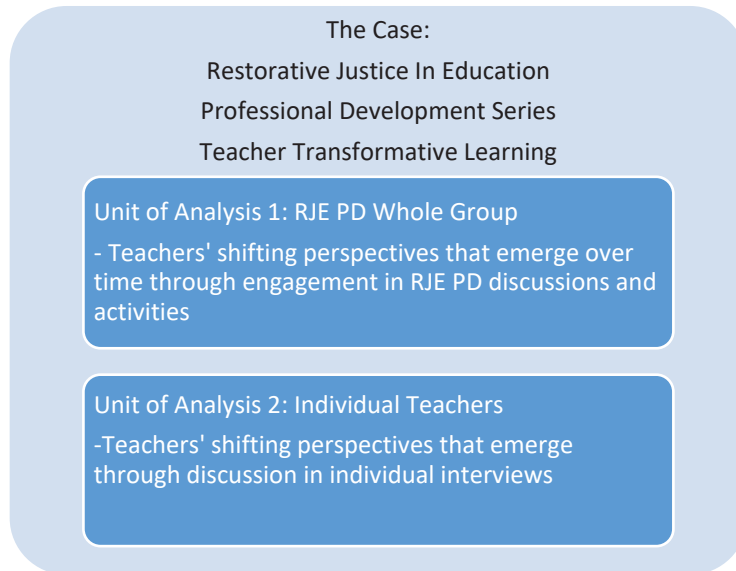 The Case:
Restorative Justice In Education
Professional Development Series
Teacher Transformative Learning
Unit of Analysis 1: RJE PD Whole Group
- Teachers' shifting perspectives that emerge over
time through engagement in RJE PD discussions and
activities
Unit of Analysis 2: Individual Teachers
-Teachers' shifting perspectives that emerge
through discussion in individual interviews